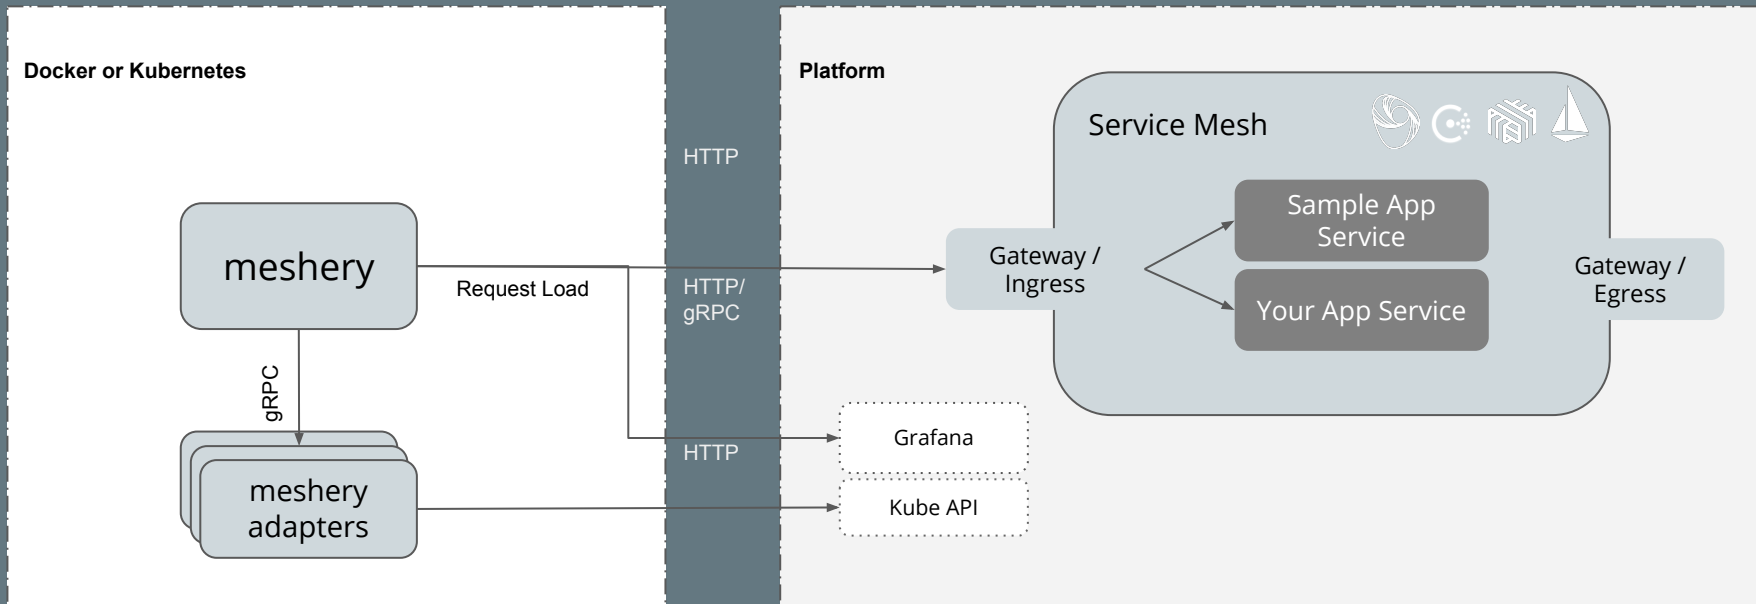 Docker or Kubernetes
Platform
Service Mesh
HTTP
Sample App
Service
meshery
Gateway /
Ingress
Gateway /
Egress
Request Load
HTTP/
gRPC
Your App Service
gRPC
Grafana
HTTP
meshery
adapters
Kube API